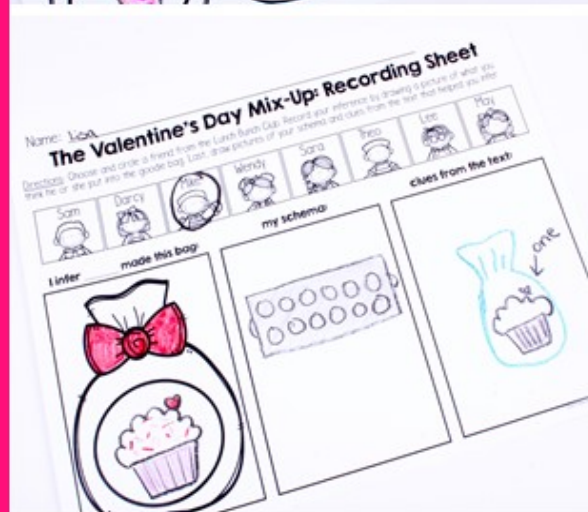 The Valentine's Day Mix-Up: Recording Sheet
Name: Lisa
Directions: Choose and circle a friend from the Lunch Bunch Club. Record your inference by drawing a picture of what you
think he or she put into the goodie bag. Last, draw pictures of your schema and clues from the text that helped you infer.
Sam Darcy Max Wendy Sara Theo Lee May
I infer made this bag: my schema: clues from the text:
one